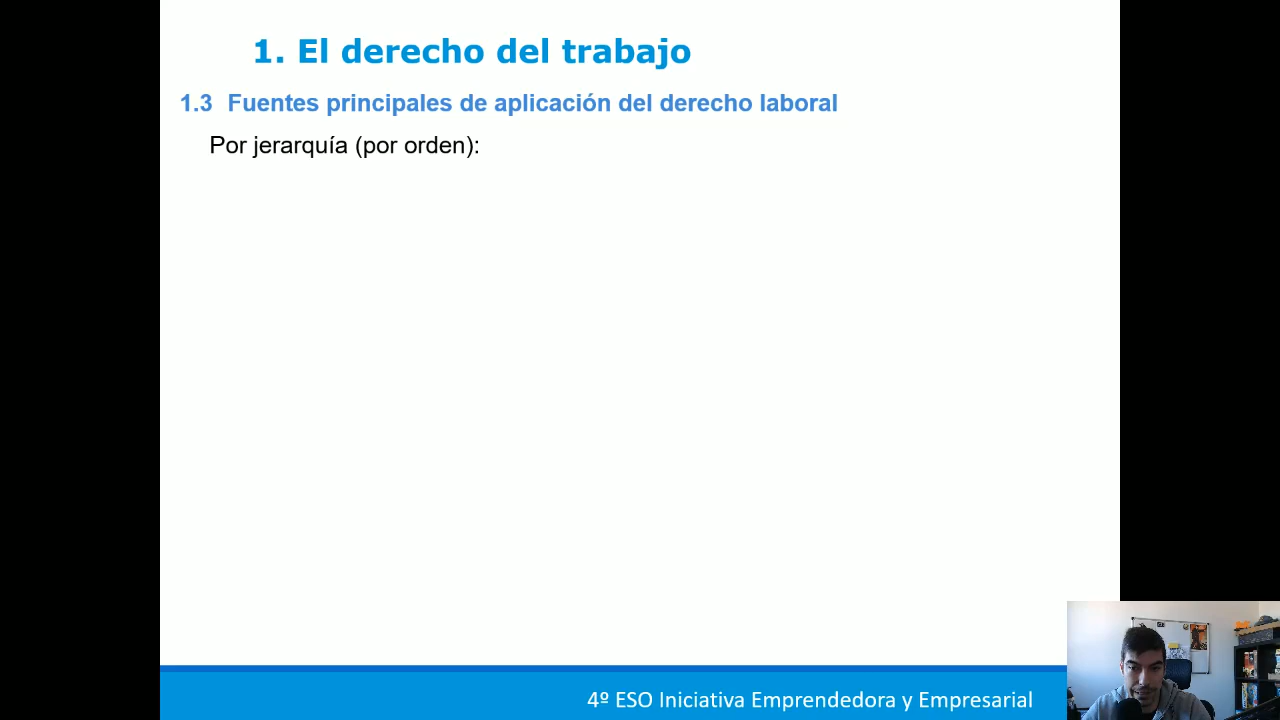 1. El derecho del trabajo
1.3 Fuentes principales de aplicación del derecho laboral
Por jerarquía (por orden):
4º ESO Iniciativa Emprendedora y Empresarial